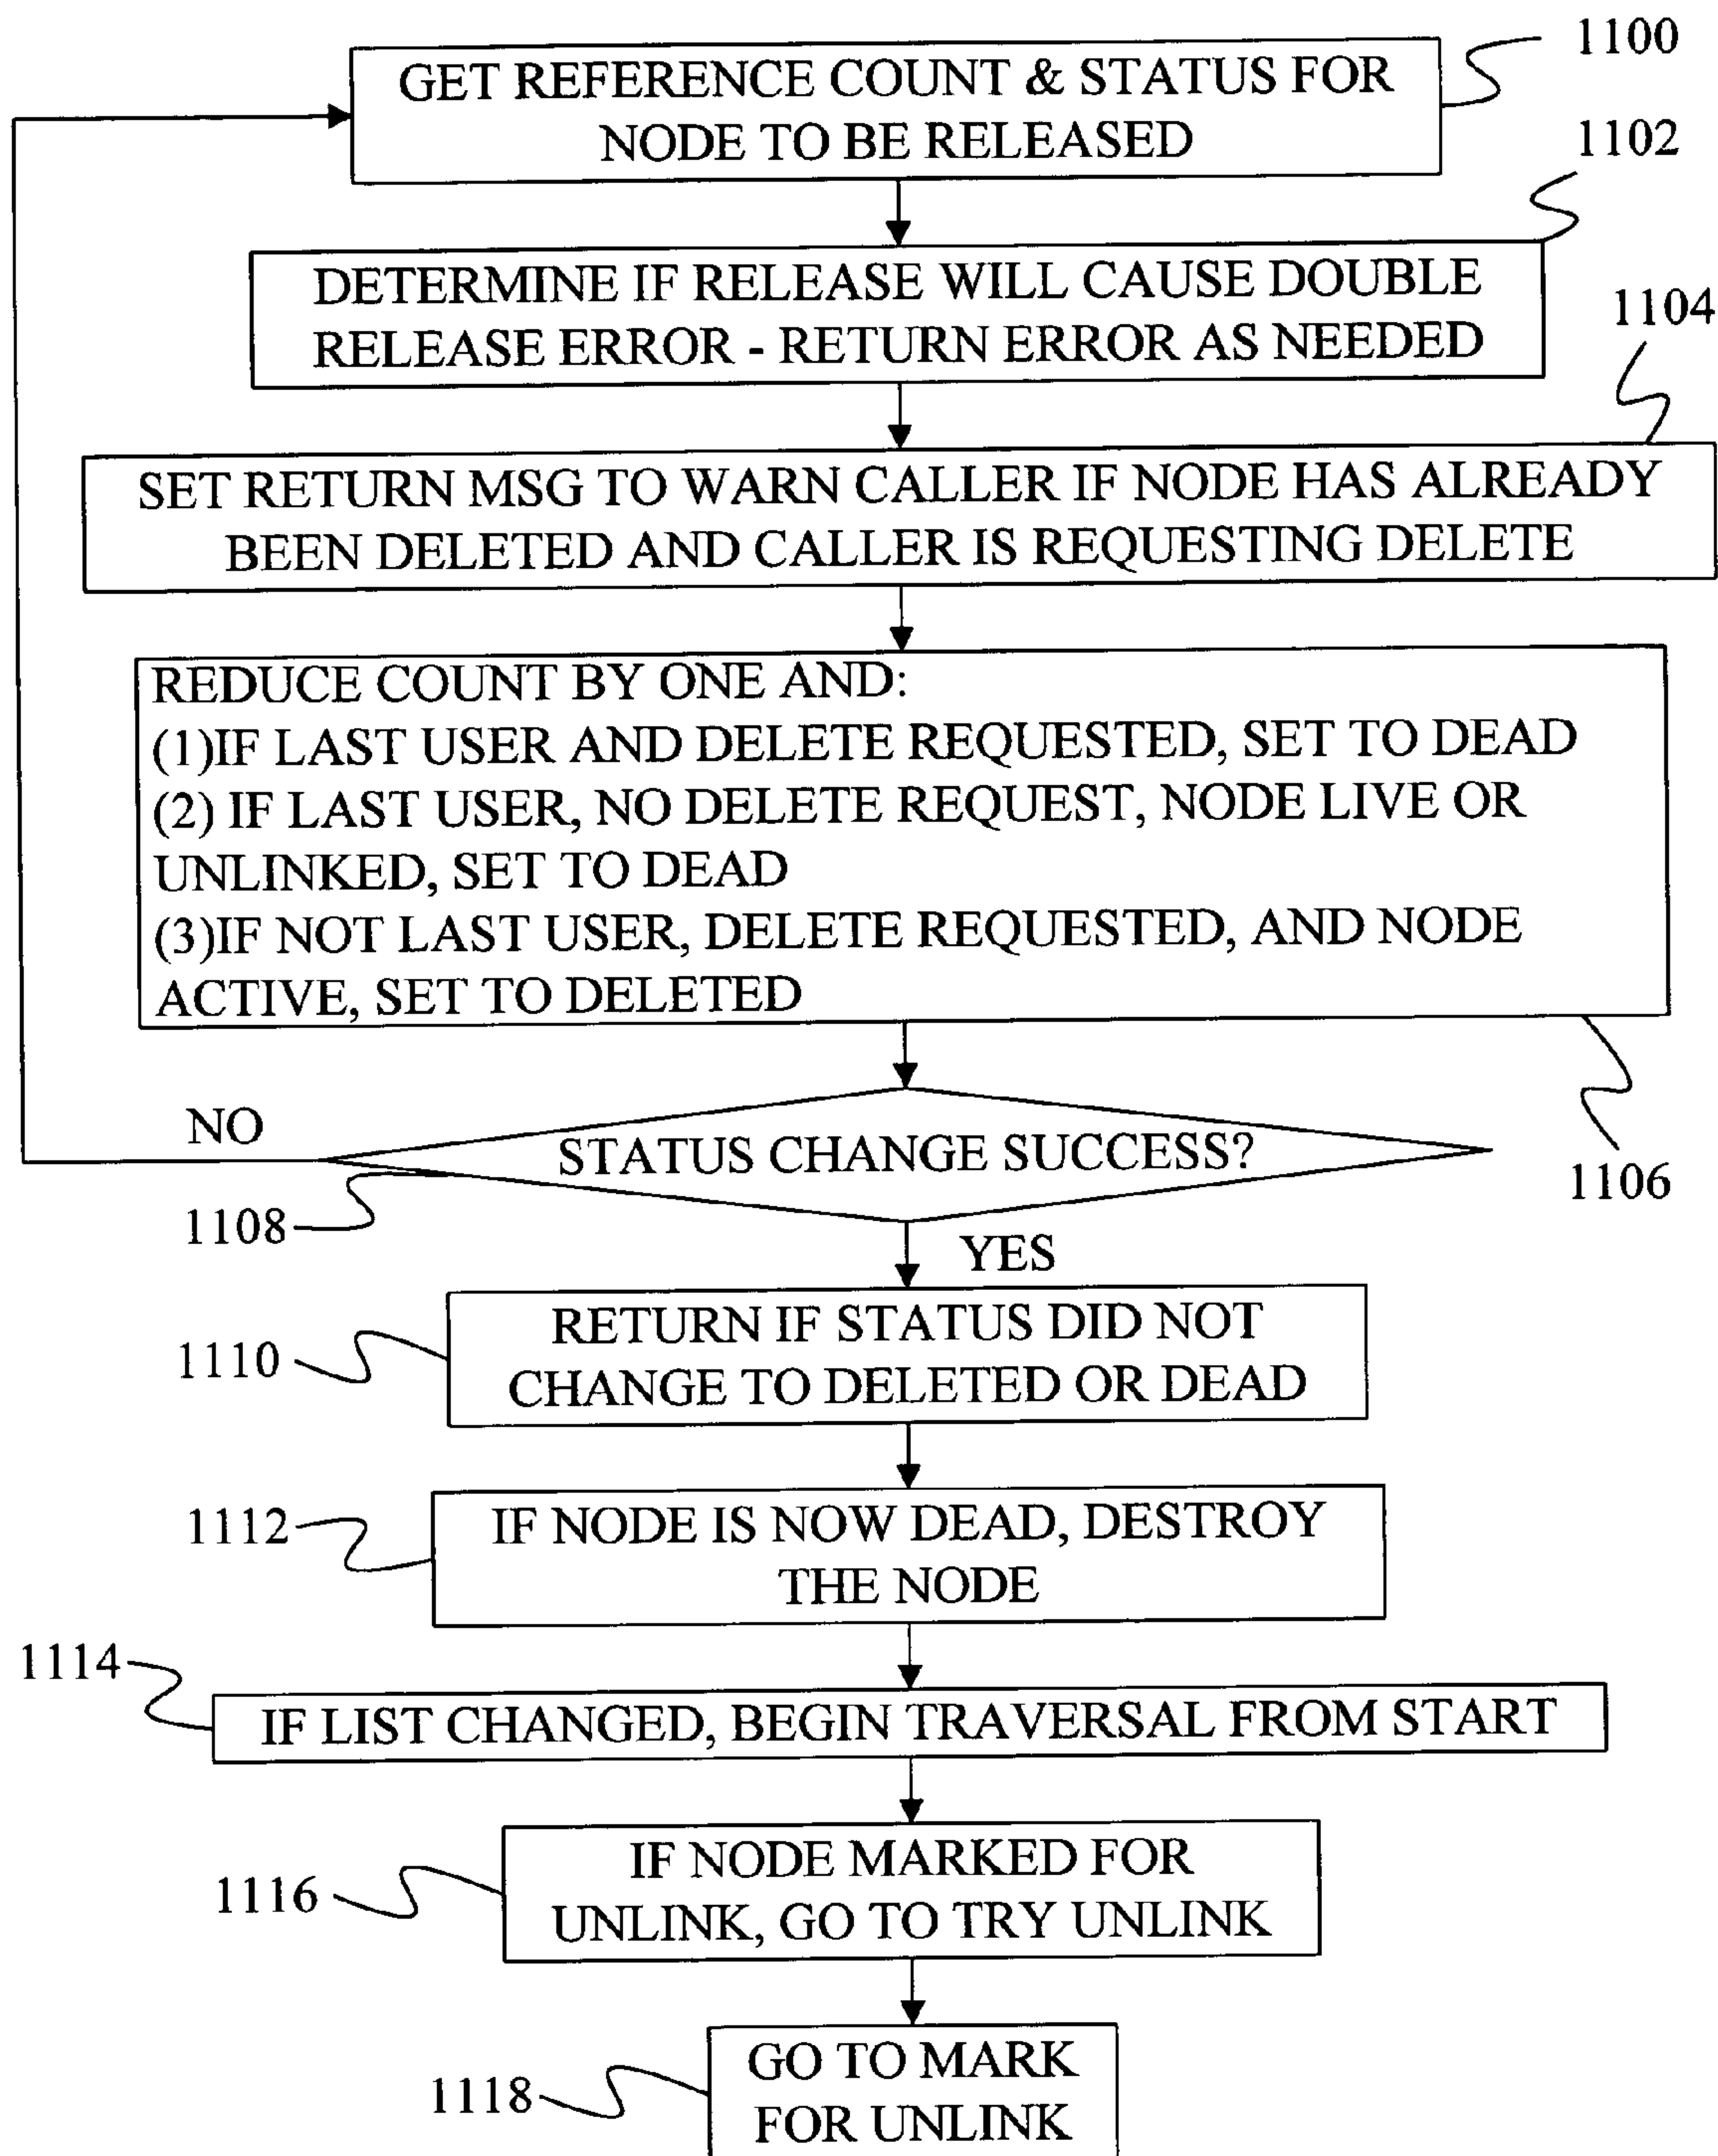 1100
GET REFERENCE COUNT & STATUS FOR
NODE TO BE RELEASED
1102
DETERMINE IF RELEASE WILL CAUSE DOUBLE
RELEASE ERROR - RETURN ERROR AS NEEDED
1104
SET RETURN MSG TO WARN CALLER IF NODE HAS ALREADY
BEEN DELETED AND CALLER IS REQUESTING DELETE
REDUCE COUNT BY ONE AND:
(1)IF LAST USER AND DELETE REQUESTED, SET TO DEAD
(2) IF LAST USER, NO DELETE REQUEST, NODE LIVE OR
UNLINKED, SET TO DEAD
(3)IF NOT LAST USER, DELETE REQUESTED, AND NODE
ACTIVE, SET TO DELETED
NO
STATUS CHANGE SUCCESS?
1106
1108
YES
RETURN IF STATUS DID NOT
CHANGE TO DELETED OR DEAD
1110
IF NODE IS NOW DEAD, DESTROY
THE NODE
1112
1114
IF LIST CHANGED, BEGIN TRAVERSAL FROM START
IF NODE MARKED FOR
UNLINK, GO TO TRY UNLINK
1116
GO TO MARK
FOR UNLINK
1118